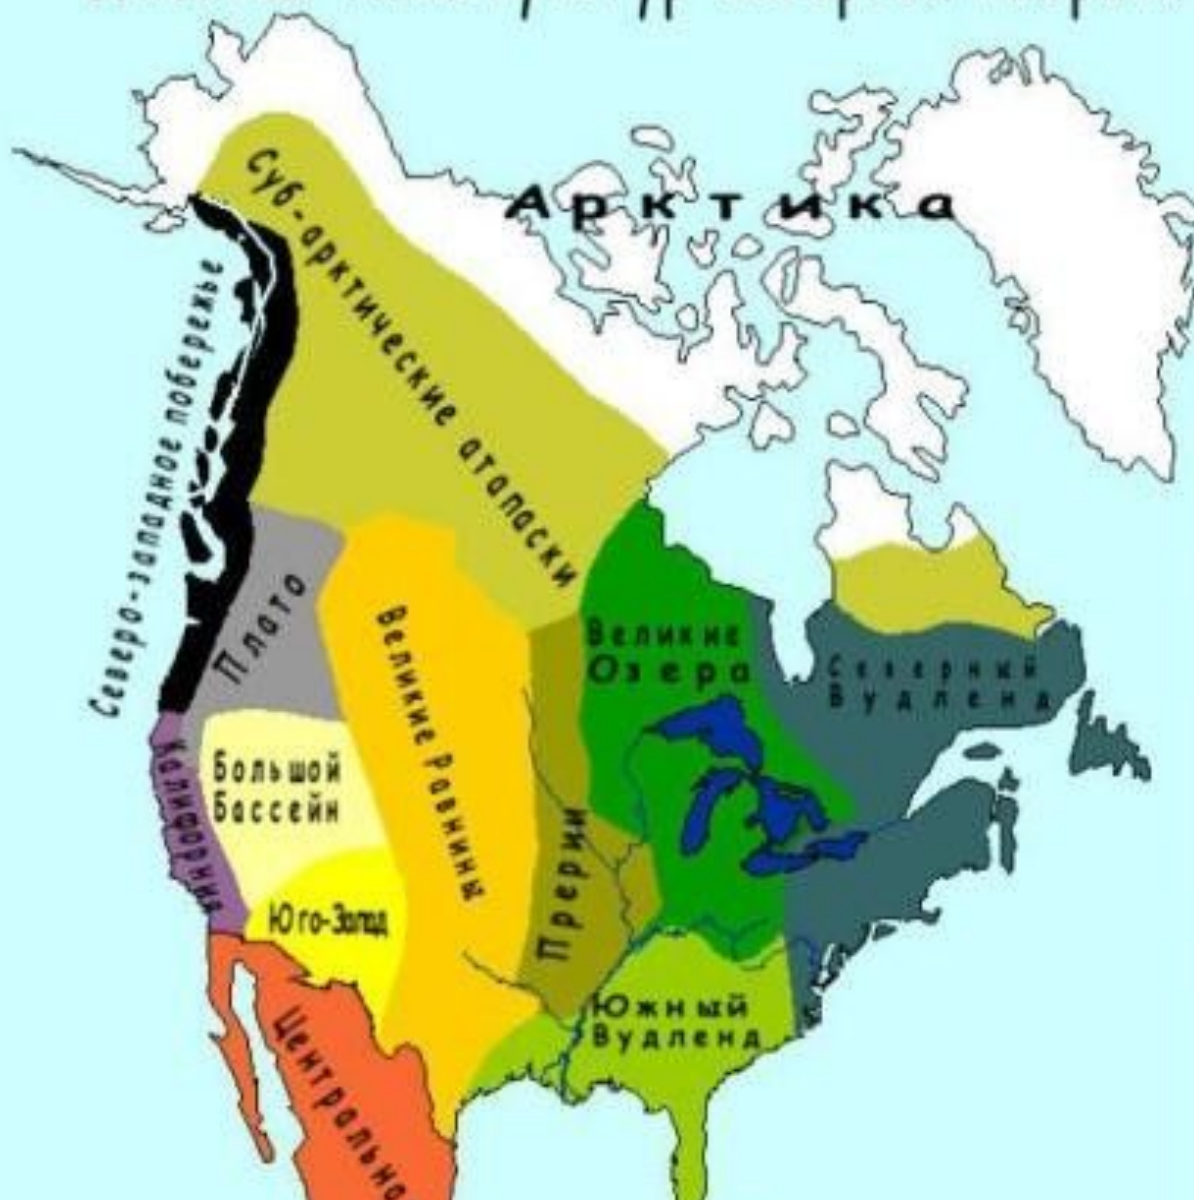 Арктика
Суб-арктические атапаски
Северо-западное побережье
Плато
Великие Равнины
Великие
Озера
Северный
Вудленд
Калифорния
Большой
Бассейн
Прерии
Юго-Запад
Южный
Вудленд